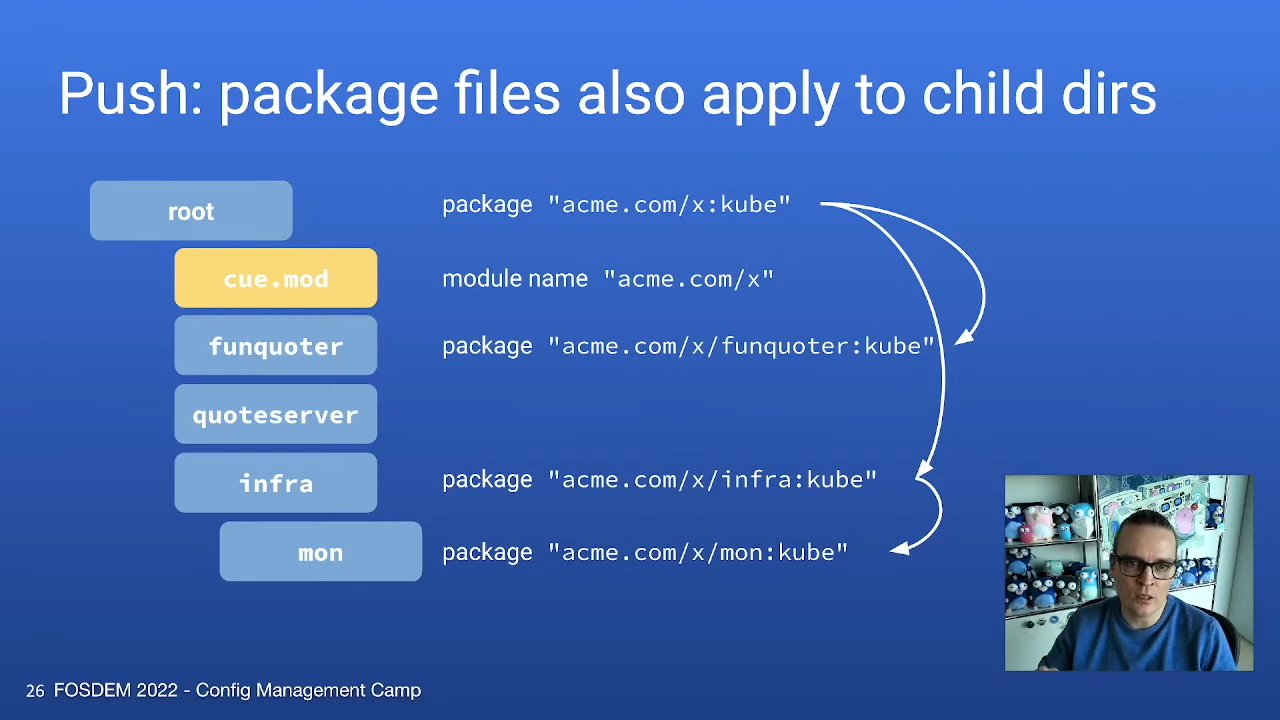 Push: package files also apply to child dirs
root
package "acme.com/x:kube"
cue.mod
module name "acme.com/x"
funquoter
package "acme.com/x/funquoter:kube"
quoteserver
infra
package "acme.com/x/infra:kube"
mon
package "acme.com/x/mon:kube"
26 FOSDEM 2022 - Config Management Camp